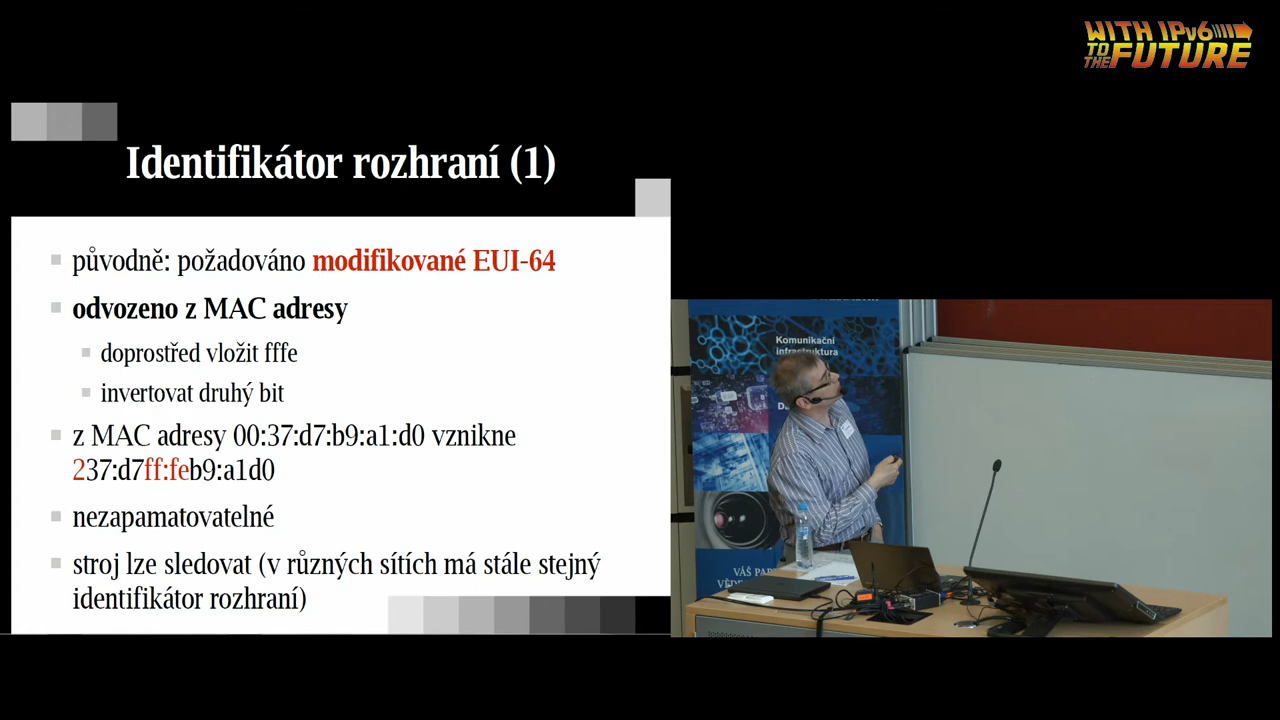 WITH IPv6
TO THE FUTURE
Identifikátor rozhraní (1)
původně: požadováno modifikované EUI-64
odvozeno z MAC adresy
doprostřed vložit fffe
invertovat druhý bit
z MAC adresy 00:37:d7:b9:a1:d0 vznikne
237:d7ff:feb9:a1d0
nezapamatovatelné
stroj lze sledovat (v různých sítích má stále stejný
identifikátor rozhraní)
Komunikační
infrastruktura
VÁŠ